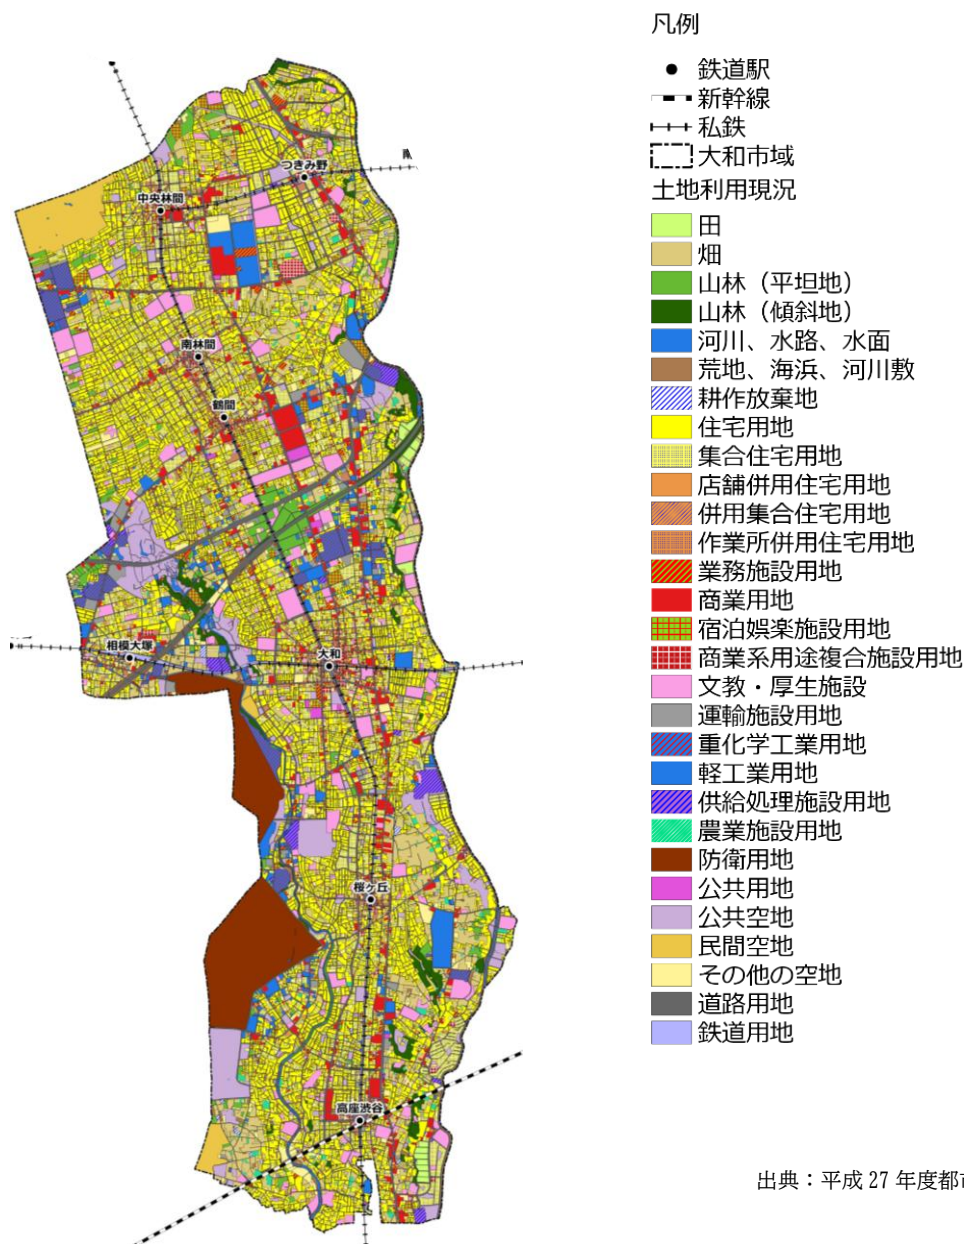 凡例
鉄道駅
新幹線
私鉄
大和市域
土地利用現況
田
畑
山林（平坦地）
山林（傾斜地）
河川、水路、水面
荒地、海浜、河川敷
耕作放棄地
住宅用地
集合住宅用地
店舗併用住宅用地
併用集合住宅用地
作業所併用住宅用地
業務施設用地
商業用地
宿泊娯楽施設用地
商業系用途複合施設用地
文教・厚生施設
運輸施設用地
重化学工業用地
軽工業用地
供給処理施設用地
農業施設用地
防衛用地
公共用地
公共空地
民間空地
その他の空地
道路用地
鉄道用地
つきみ野
中央林間
南林間
鶴間
相模大塚
大和
桜ヶ丘
高座渋谷
出典：平成 27 年度都